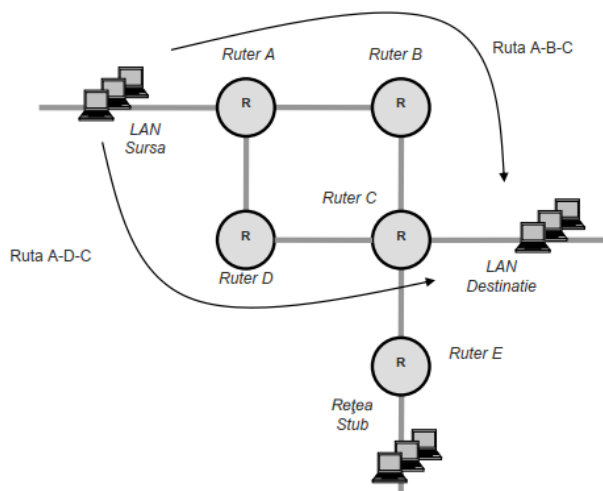 Ruter A
Ruter B
Ruta A-B-C
R
R
LAN
Sursa
Ruter C
Ruta A-D-C
R
R
Ruter D
LAN
Destinatie
R
Ruter E
Reţea
Stub